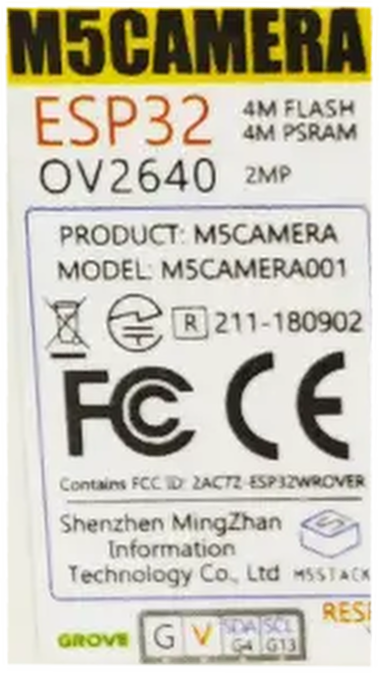 M5CAMERA
ESP32 4M FLASH
4M PSRAM
OV2640 2MP
PRODUCT: M5CAMERA
MODEL: M5CAMERA001
R 211-180902
FC CE
Contains FCC ID: 2AC7Z-ESP32WROVER
Shenzhen MingZhan
Information
Technology Co., Ltd M5STACK
RES
GROVE G V SDA SCL
G4 G13